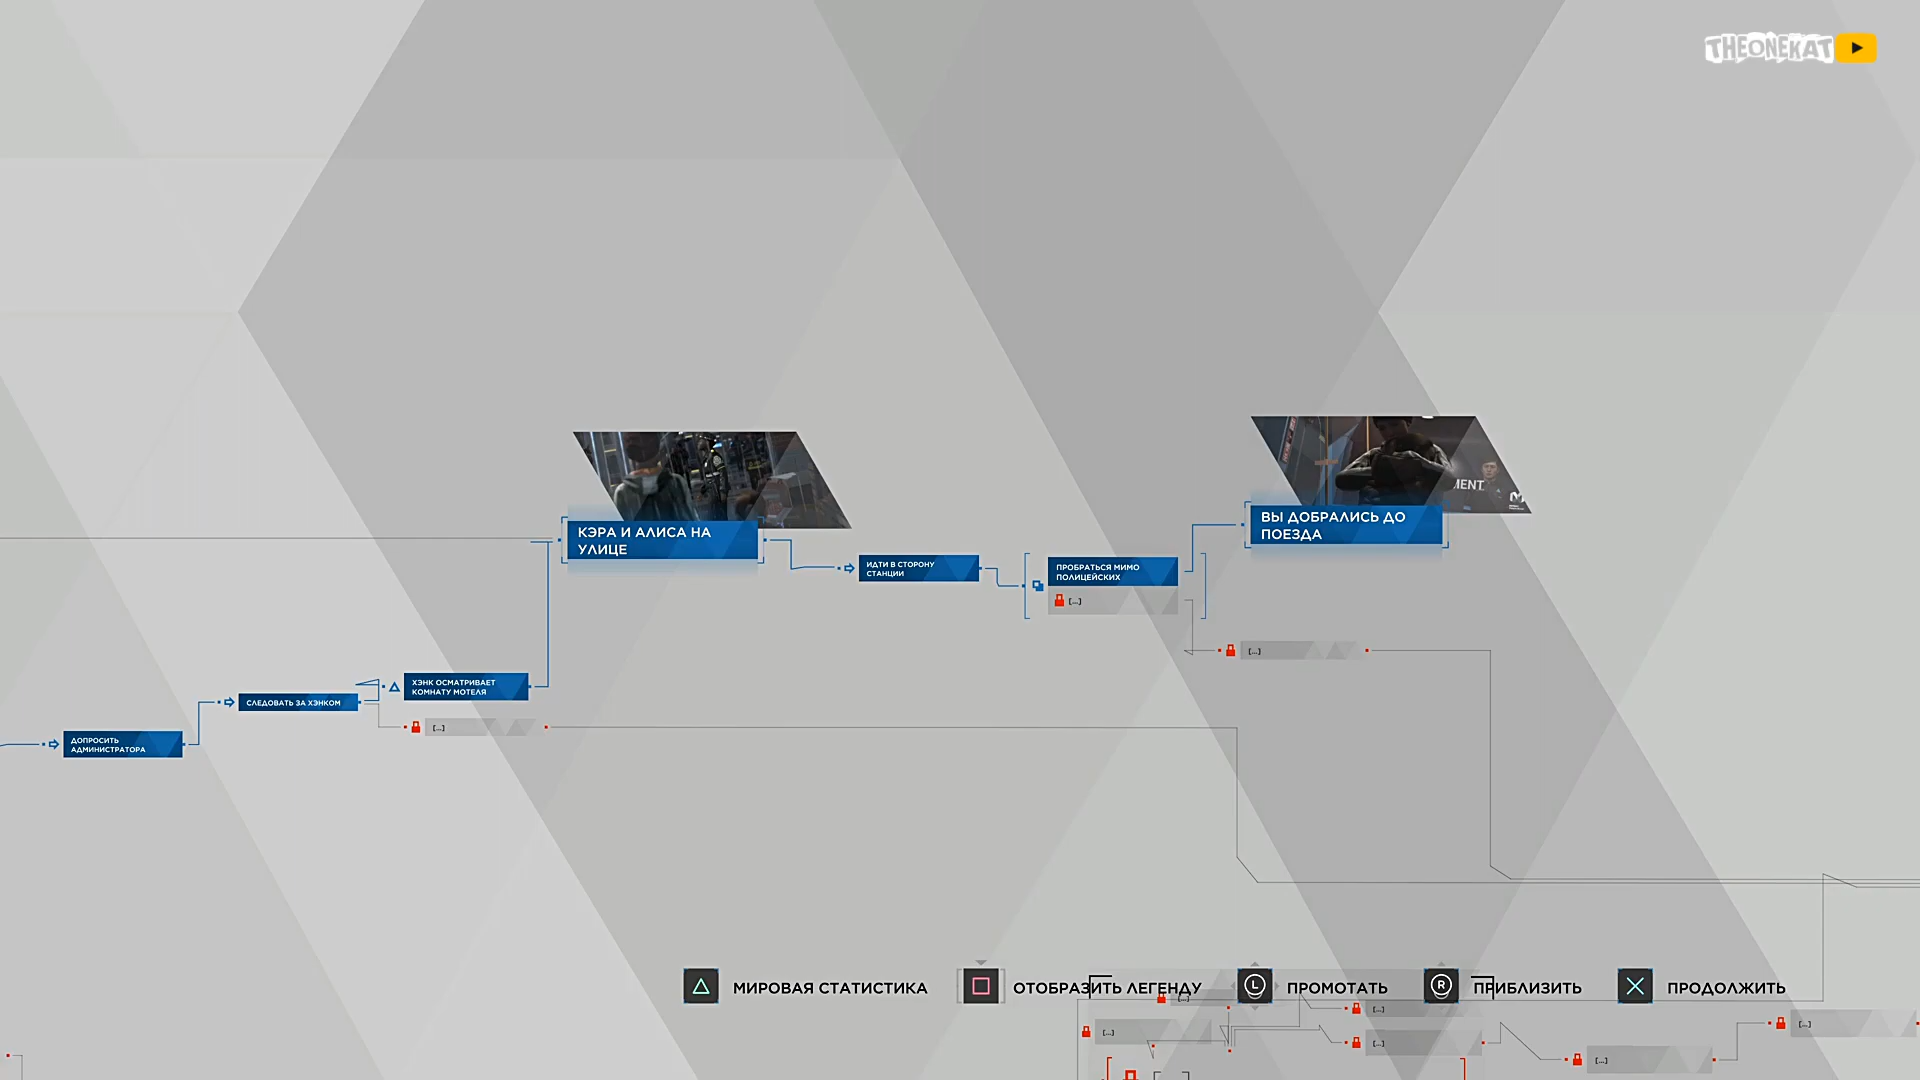 THEONEKAT
MENT
КЭРА И АЛИСА НА
УЛИЦЕ
ВЫ ДОБРАЛИСЬ ДО
ПОЕЗДА
ИДТИ В СТОРОНУ
СТАНЦИИ
ПРОБРАТЬСЯ МИМО
ПОЛИЦЕЙСКИХ
[...]
[...]
ХЭНК ОСМАТРИВАЕТ
КОМНАТУ МОТЕЛЯ
СЛЕДОВАТЬ ЗА ХЭНКОМ
[...]
ДОПРОСИТЬ
АДМИНИСТРАТОРА
МИРОВАЯ СТАТИСТИКА
ОТОБРАЗИТЬ ЛЕГЕНДУ
L
ПРОМОТАТЬ
R
ПРИБЛИЗИТЬ
ПРОДОЛЖИТЬ
[...]
[...]
[...]
[...]
[...]
[...]